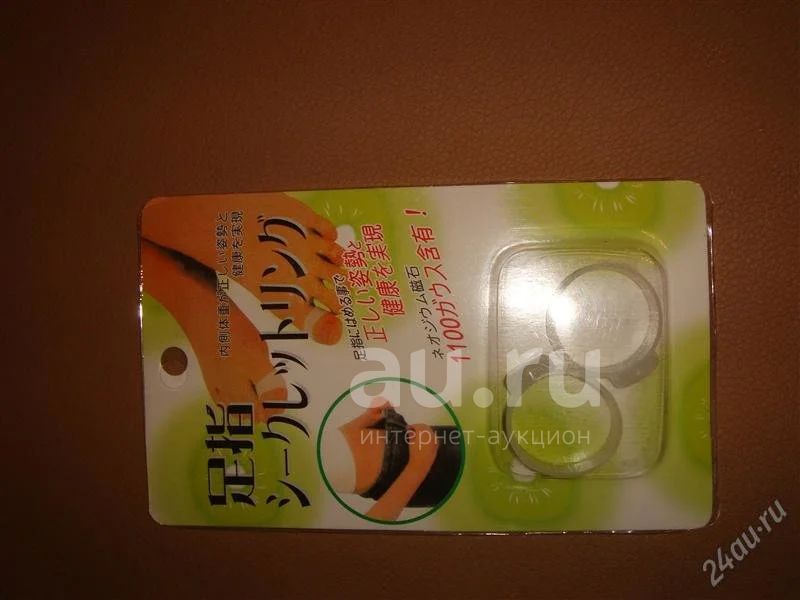 内側体重が正しい姿勢と
健康を実現
足指
シークレットリング
足指にはめる事で
正しい姿勢と
健康を実現
ネオジウム磁石
1100ガウス含有！
au.ru
интернет-аукцион
24au.ru